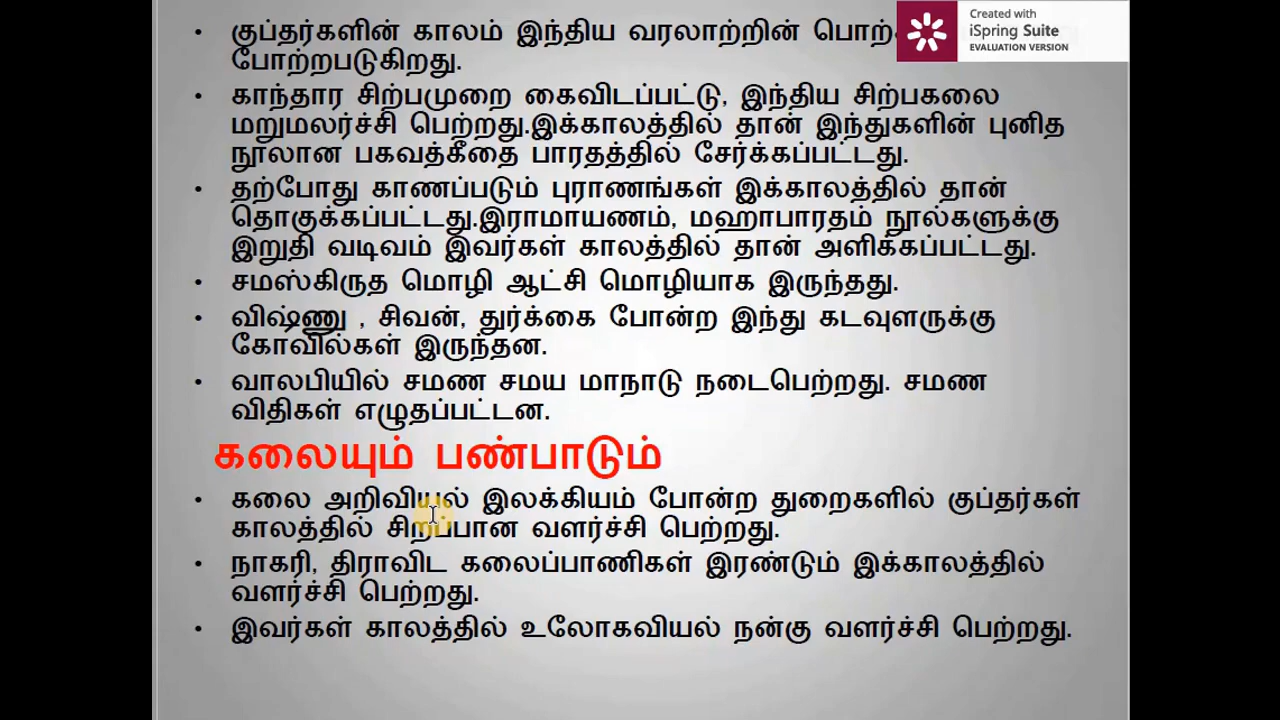 Created with
iSpring Suite
EVALUATION VERSION
• குப்தர்களின் காலம் இந்திய வரலாற்றின்
போற்றபடுகிறது.
• காந்தார சிற்பமுறை கைவிடப்பட்டு, இந்திய சிற்பகலை
மறுமலர்ச்சி பெற்றது.இக்காலத்தில் தான் இந்துகளின் புனித
நூலான பகவத்கீதை பாரதத்தில் சேர்க்கப்பட்டது.
• தற்போது காணப்படும் புராணங்கள் இக்காலத்தில் தான்
தொகுக்கப்பட்டது.இராமாயணம், மஹாபாரதம் நூல்களுக்கு
இறுதி வடிவம் இவர்கள் காலத்தில் தான் அளிக்கப்பட்டது.
• சமஸ்கிருத மொழி ஆட்சி மொழியாக இருந்தது.
• விஷ்ணு , சிவன், துர்க்கை போன்ற இந்து கடவுளருக்கு
கோவில்கள் இருந்தன.
• வாலபியில் சமண சமய மாநாடு நடைபெற்றது. சமண
விதிகள் எழுதப்பட்டன.
கலையும் பண்பாடும்
• கலை அறிவியல் இலக்கியம் போன்ற துறைகளில் குப்தர்கள்
காலத்தில் சிறப்பான வளர்ச்சி பெற்றது.
• நாகரி, திராவிட கலைப்பாணிகள் இரண்டும் இக்காலத்தில்
வளர்ச்சி பெற்றது.
• இவர்கள் காலத்தில் உலோகவியல் நன்கு வளர்ச்சி பெற்றது.